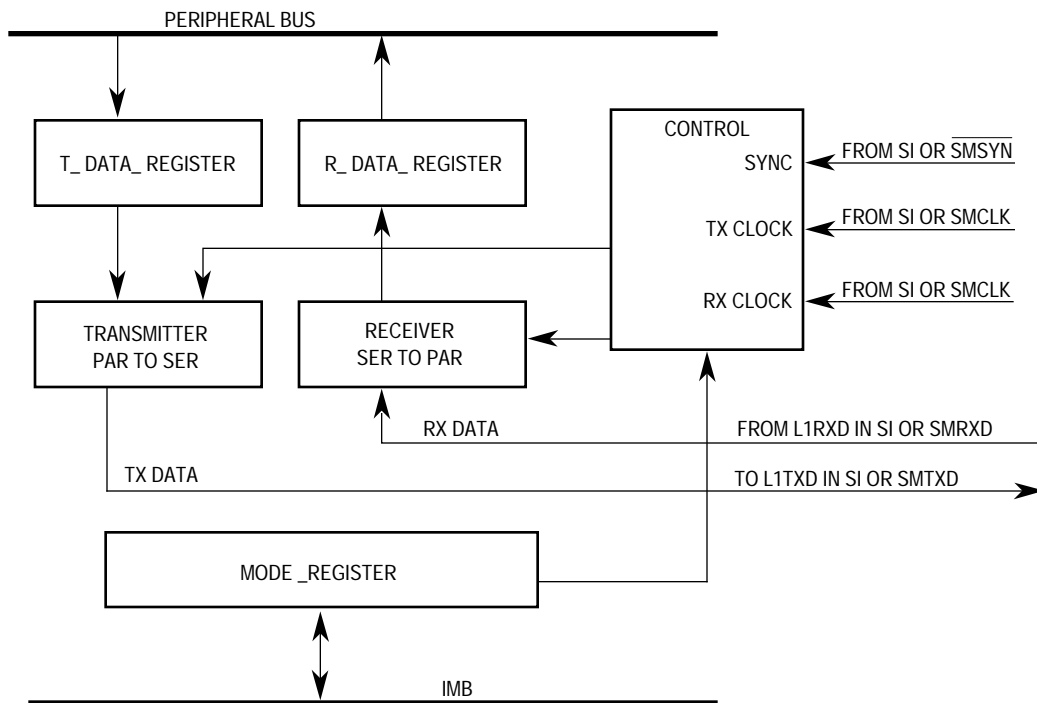 PERIPHERAL BUS
T_ DATA_ REGISTER
R_ DATA_ REGISTER
CONTROL
SYNC
FROM SI OR SMSYN
TX CLOCK
FROM SI OR SMCLK
RX CLOCK
FROM SI OR SMCLK
TRANSMITTER
PAR TO SER
RECEIVER
SER TO PAR
RX DATA
FROM L1RXD IN SI OR SMRXD
TX DATA
TO L1TXD IN SI OR SMTXD
MODE _REGISTER
IMB